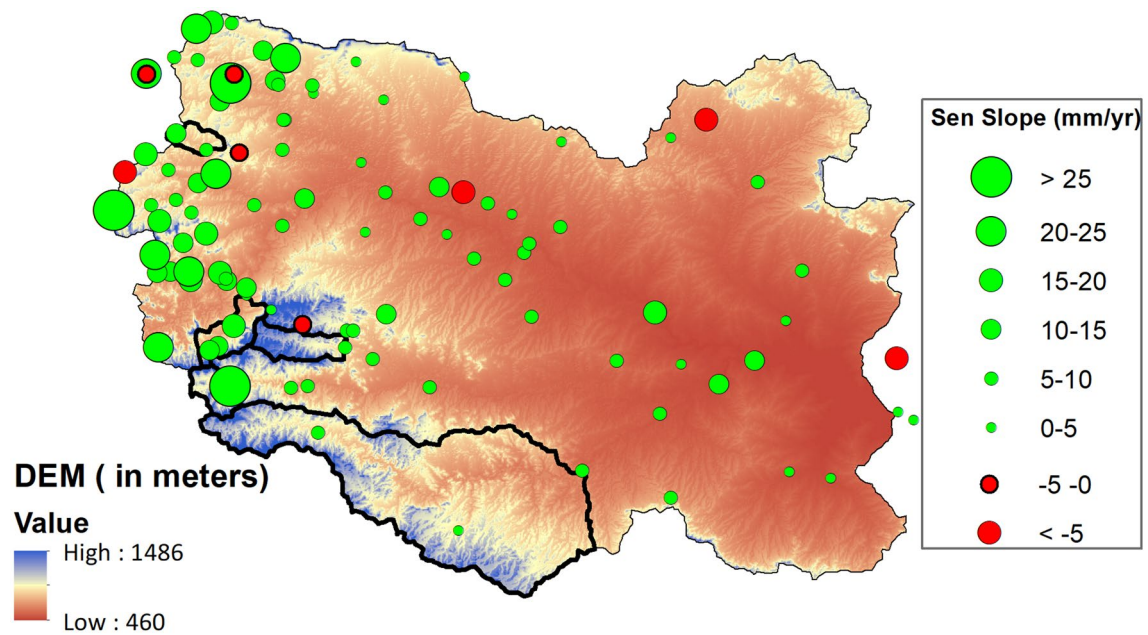 Sen Slope (mm/yr)
> 25
20-25
15-20
10-15
5-10
0-5
-5 -0
< -5
DEM ( in meters)
Value
High : 1486
Low : 460